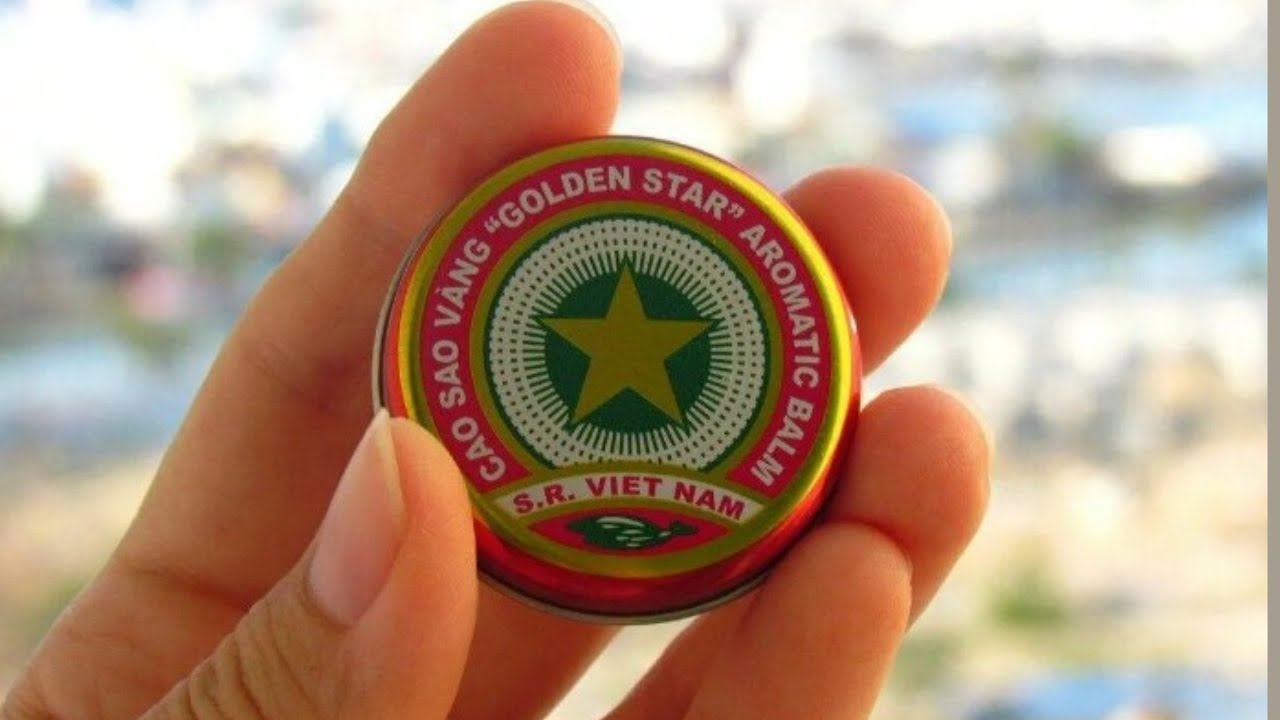 CAO SAO VÀNG “GOLDEN STAR” AROMATIC BALM
S.R. VIET NAM